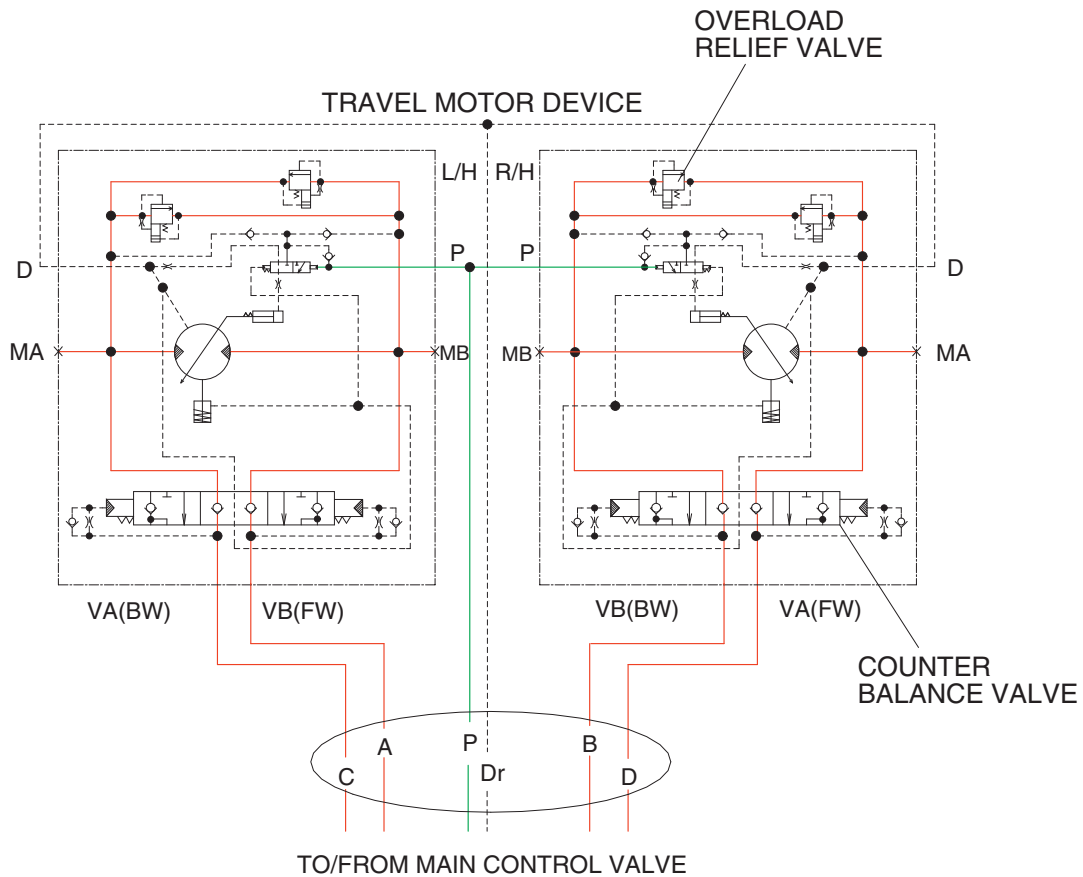 OVERLOAD
RELIEF VALVE
TRAVEL MOTOR DEVICE
L/H R/H
D P P D
MA MB MB MA
VA(BW) VB(FW) VB(BW) VA(FW)
COUNTER
BALANCE VALVE
A P B
C Dr D
TO/FROM MAIN CONTROL VALVE